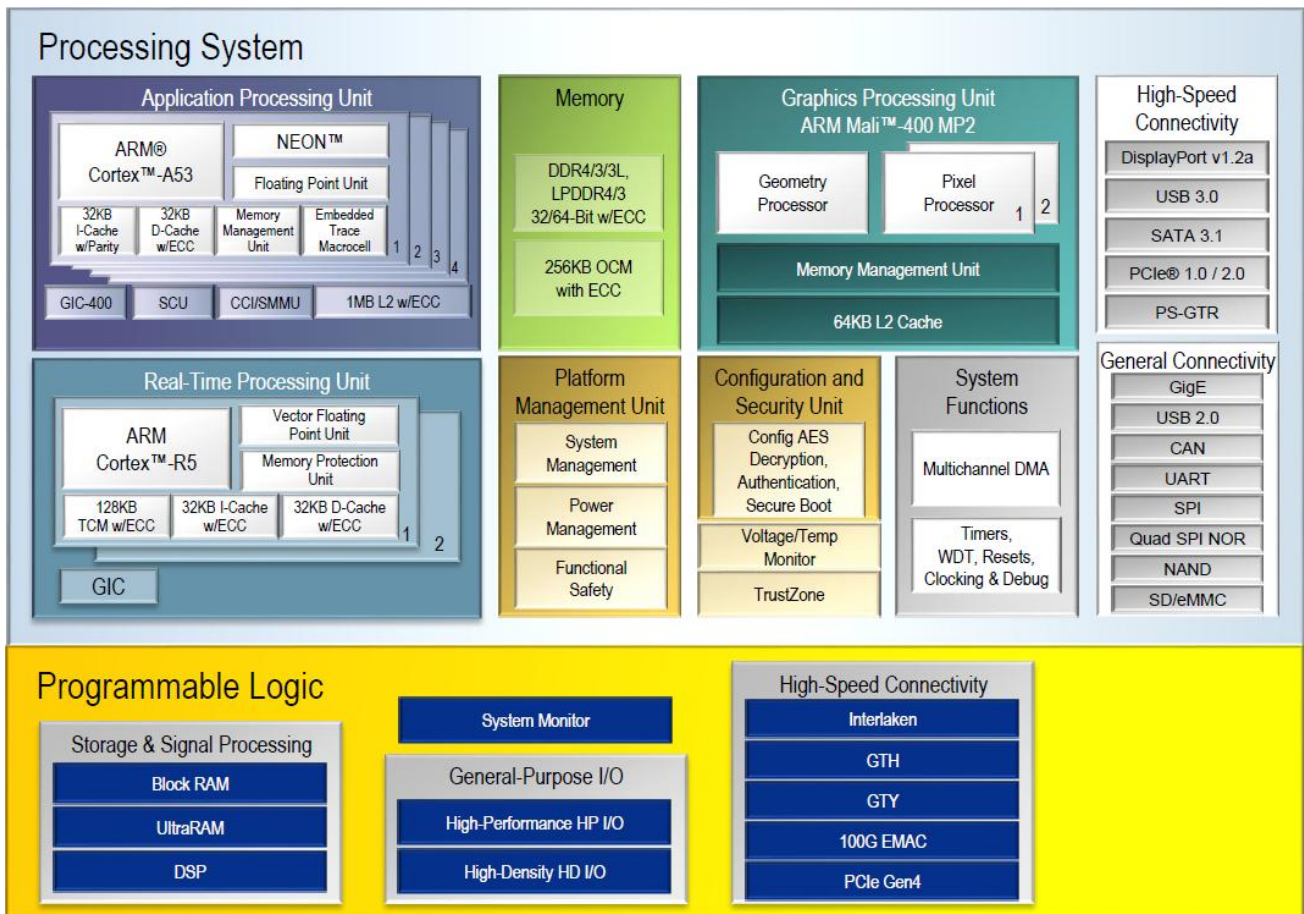 Processing System
Application Processing Unit
ARM®
Cortex™-A53
NEON™
Floating Point Unit
32KB
I-Cache
w/Parity
32KB
D-Cache
w/ECC
Memory
Management
Unit
Embedded
Trace
Macrocell
1
2
3
4
GIC-400
SCU
CCI/SMMU
1MB L2 w/ECC
Memory
DDR4/3/3L,
LPDDR4/3
32/64-Bit w/ECC
256KB OCM
with ECC
Graphics Processing Unit
ARM Mali™-400 MP2
Geometry
Processor
Pixel
Processor
1
2
Memory Management Unit
64KB L2 Cache
High-Speed
Connectivity
DisplayPort v1.2a
USB 3.0
SATA 3.1
PCIe® 1.0 / 2.0
PS-GTR
Real-Time Processing Unit
ARM
Cortex™-R5
Vector Floating
Point Unit
Memory Protection
Unit
128KB
TCM w/ECC
32KB I-Cache
w/ECC
32KB D-Cache
w/ECC
1
2
GIC
Platform
Management Unit
System
Management
Power
Management
Functional
Safety
Configuration and
Security Unit
Config AES
Decryption,
Authentication,
Secure Boot
Voltage/Temp
Monitor
TrustZone
System
Functions
Multichannel DMA
Timers,
WDT, Resets,
Clocking & Debug
General Connectivity
GigE
USB 2.0
CAN
UART
SPI
Quad SPI NOR
NAND
SD/eMMC
Programmable Logic
Storage & Signal Processing
Block RAM
UltraRAM
DSP
System Monitor
General-Purpose I/O
High-Performance HP I/O
High-Density HD I/O
High-Speed Connectivity
Interlaken
GTH
GTY
100G EMAC
PCIe Gen4